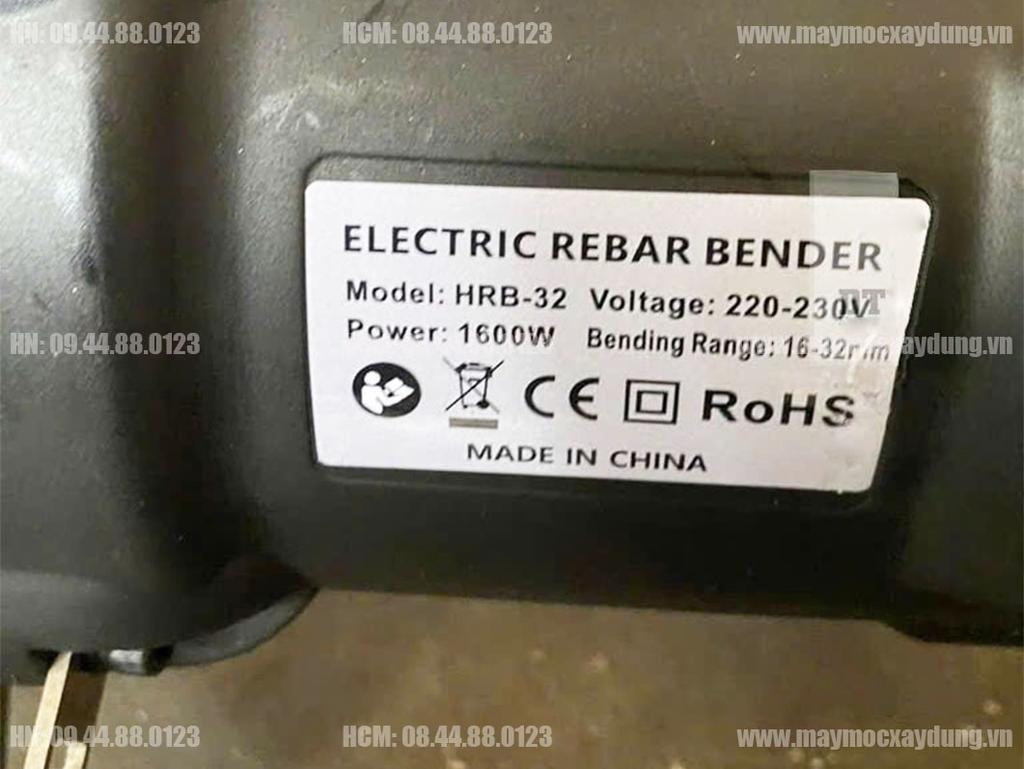 HN: 09.44.88.0123 HCM: 08.44.88.0123 www.maymocxaydung.vn
ELECTRIC REBAR BENDER
Model: HRB-32 Voltage: 220-230V
Power: 1600W Bending Range: 16-32mm
HN: 09.44.88.0123 xaydung.vn
CE RoHS
MADE IN CHINA
HN: 09.44.88.0123 HCM: 08.44.88.0123 www.maymocxaydung.vn